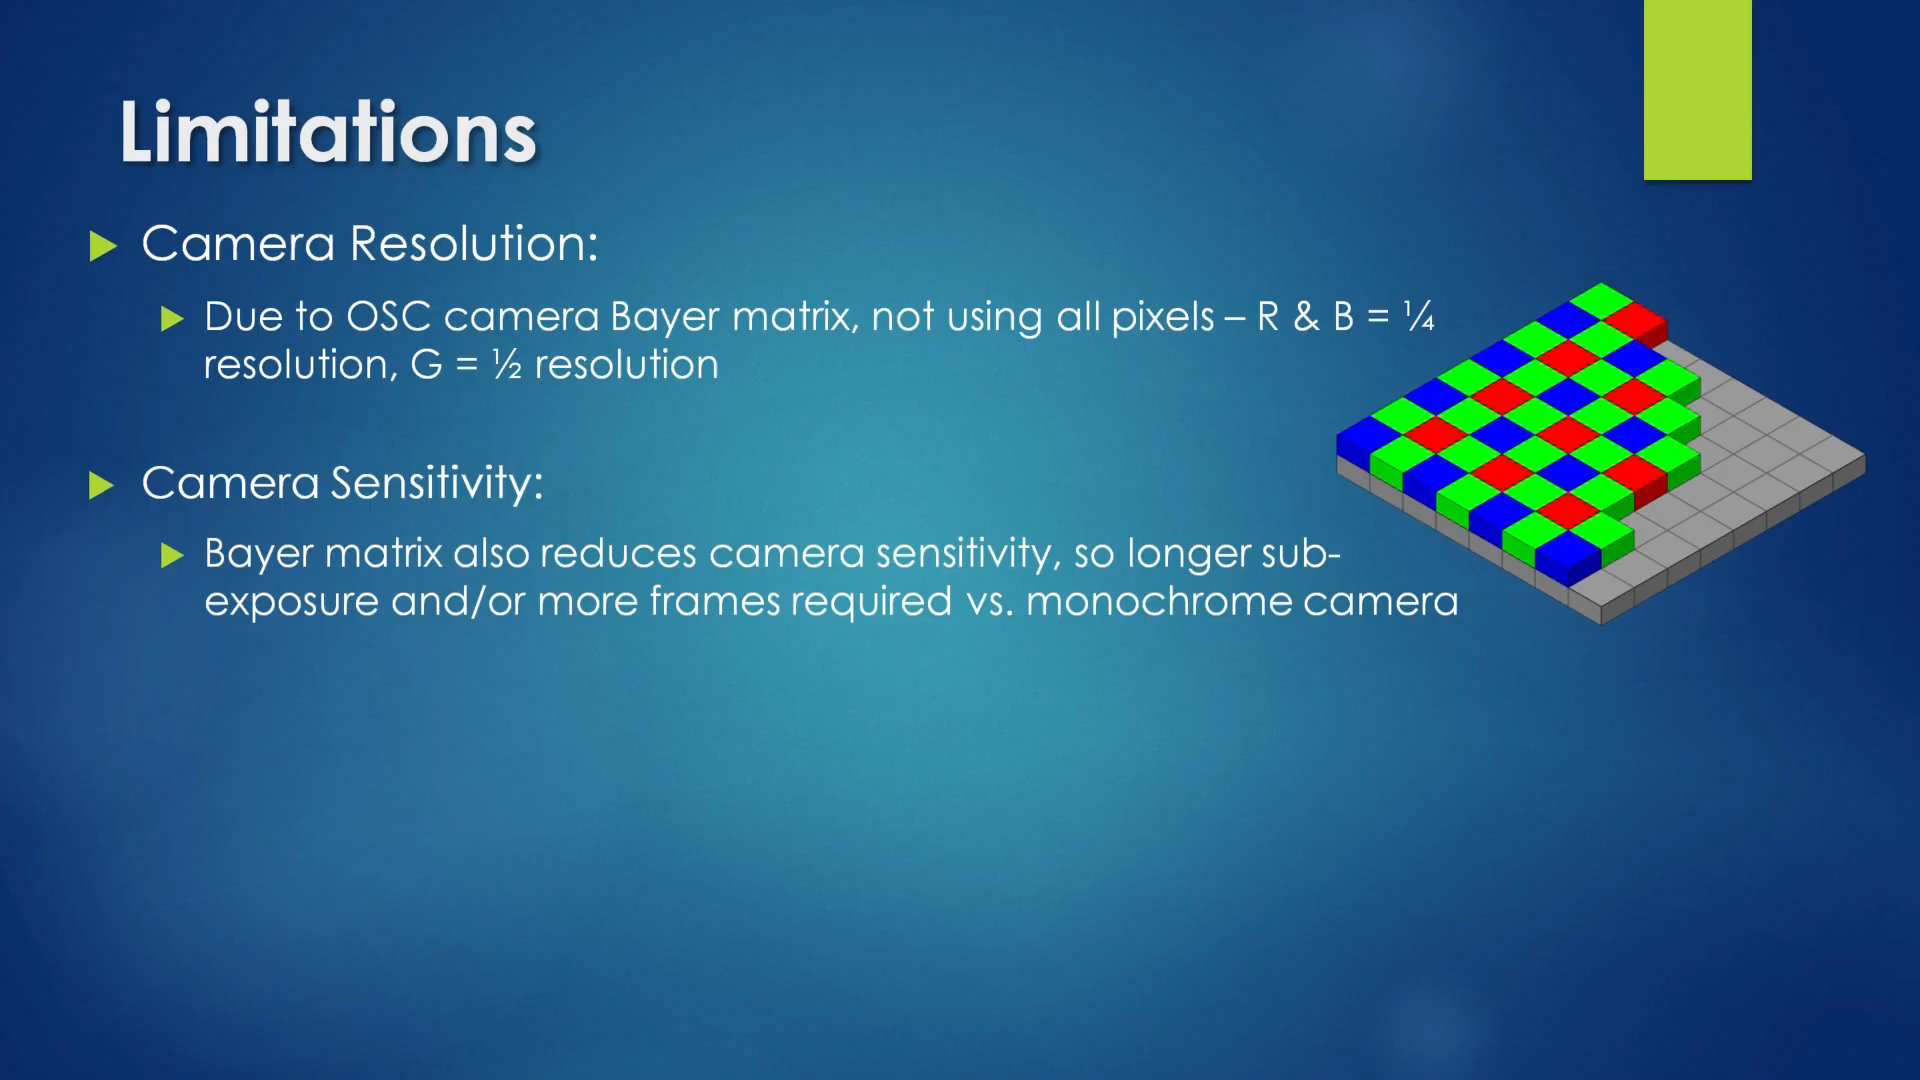 Limitations
Camera Resolution:
Due to OSC camera Bayer matrix, not using all pixels – R & B = ¼
resolution, G = ½ resolution
Camera Sensitivity:
Bayer matrix also reduces camera sensitivity, so longer sub-
exposure and/or more frames required vs. monochrome camera